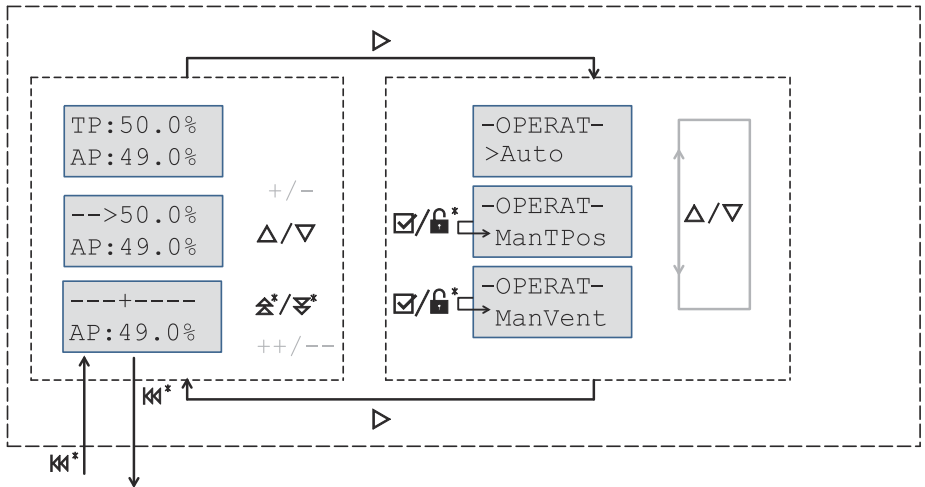 TP:50.0%
AP:49.0%
-->50.0%
AP:49.0%
---+----
AP:49.0%
+/-
△/▽
*/*
++/--
-OPERAT-
>Auto
-OPERAT-
ManTPos
-OPERAT-
ManVent
/*
/*
△/▽
*
*